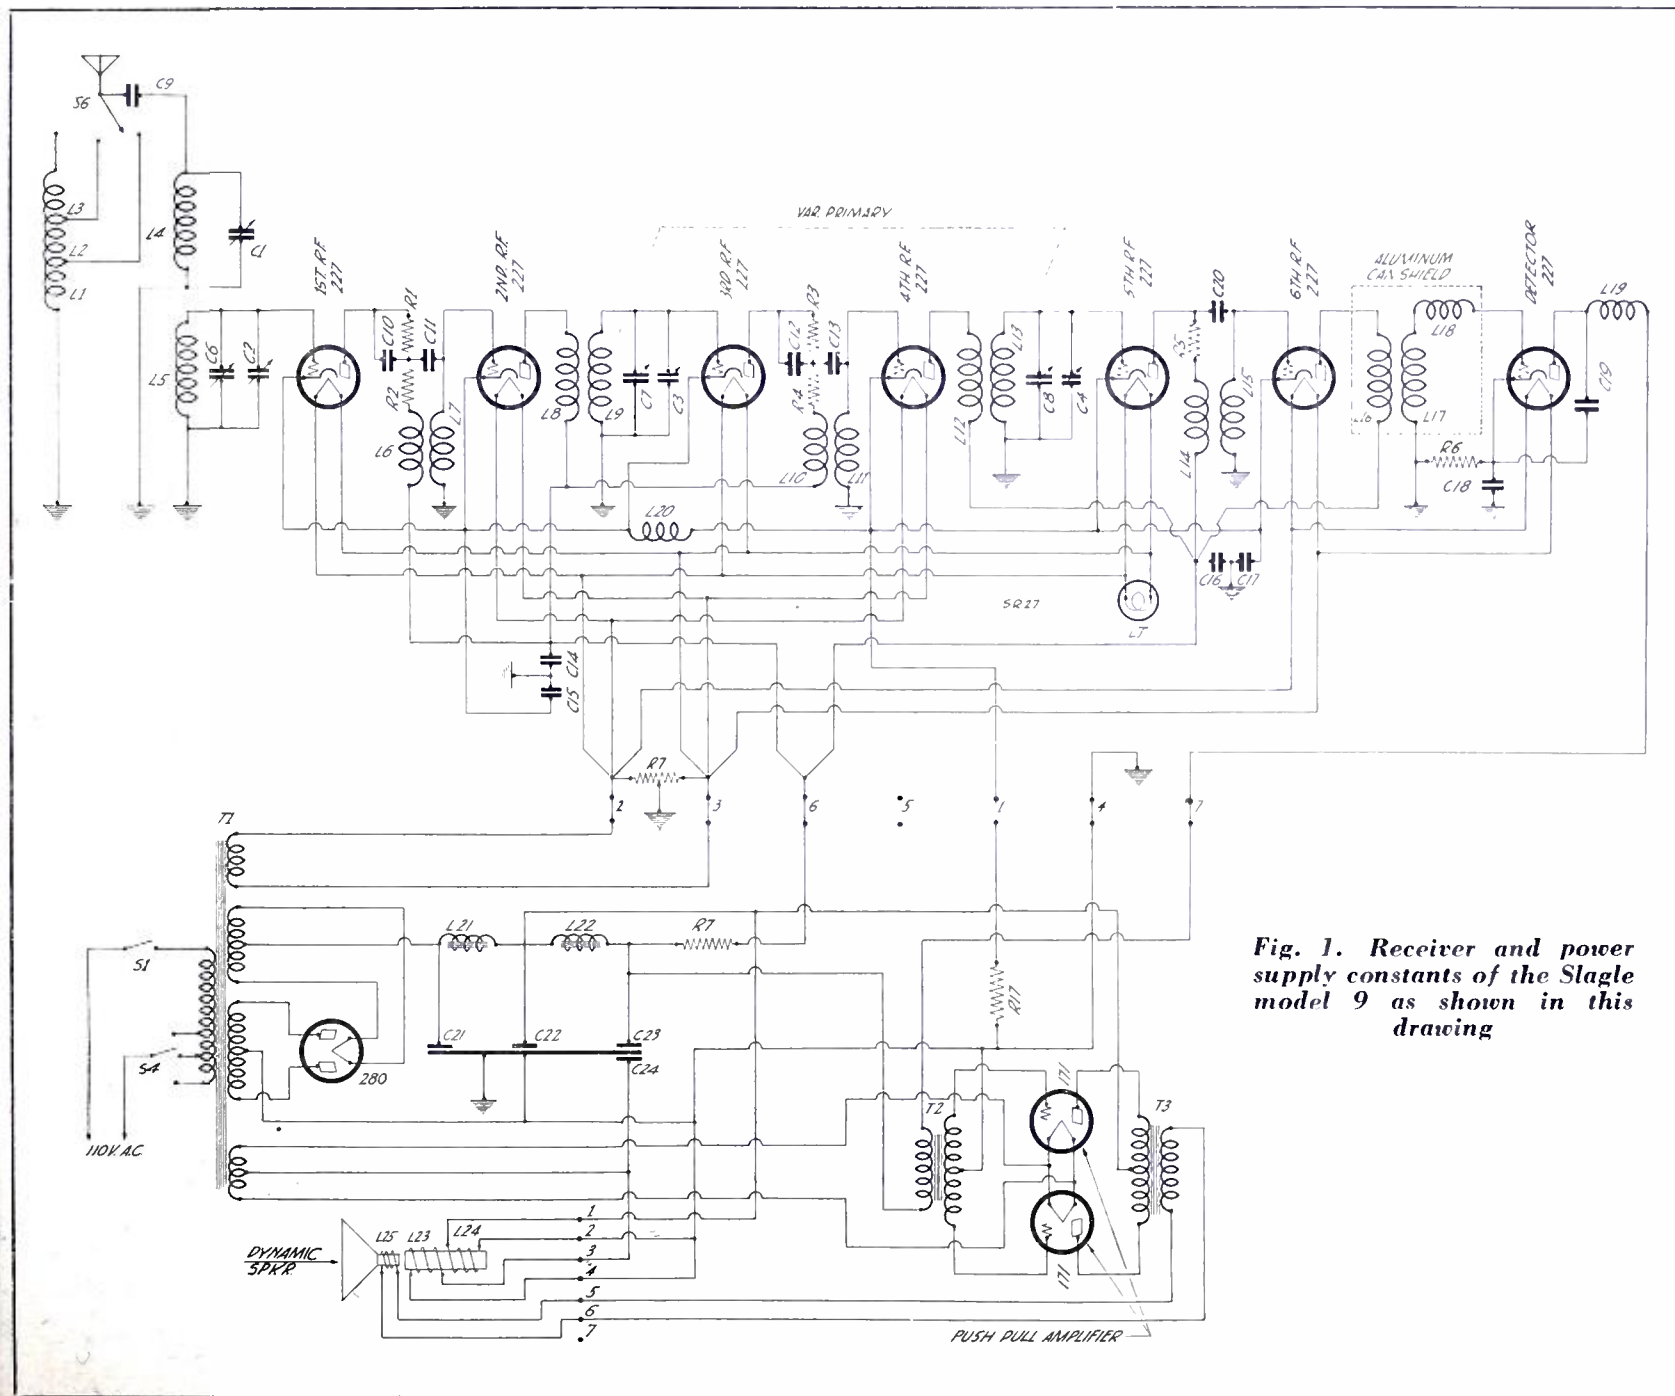 C9
S6
L3
L2
L1
L4
C1
VAR. PRIMARY
1ST R.F.
227
2ND. R.F.
227
3RD R.F
227
4TH R.F.
227
5TH R.F
227
6TH R.F.
227
DETECTOR
227
ALUMINUM
CAN SHIELD
L5
C6
C2
C10
R1
C11
R2
L6
L7
L8
L9
C7
C3
C12
R3
C13
R4
L10
L11
L12
L13
C8
C4
R5
C20
L14
L15
L16
L17
L18
L19
C19
R6
C18
L20
C16
C17
SR27
LT
C14
C15
R7
2
3
6
5
1
4
7
T1
S1
S4
110V. A.C
280
L21
L22
R7
C21
C22
C23
C24
R17
T2
171
171
T3
PUSH PULL AMPLIFIER
DYNAMIC
SPKR.
L25
L23
L24
1
2
3
4
5
6
7
Fig. 1. Receiver and power
supply constants of the Slagle
model 9 as shown in this
drawing